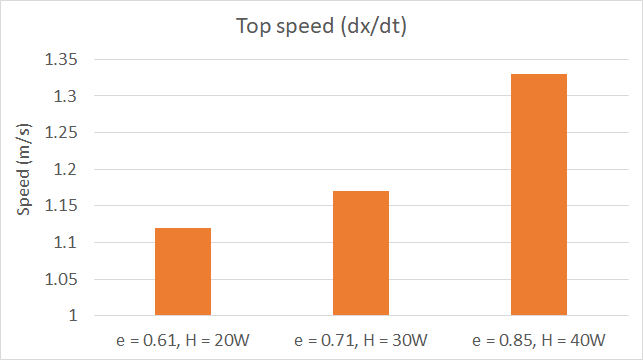 Top speed (dx/dt)
Speed (m/s)
1.35
1.3
1.25
1.2
1.15
1.1
1.05
1
e = 0.61, H = 20W
e = 0.71, H = 30W
e = 0.85, H = 40W